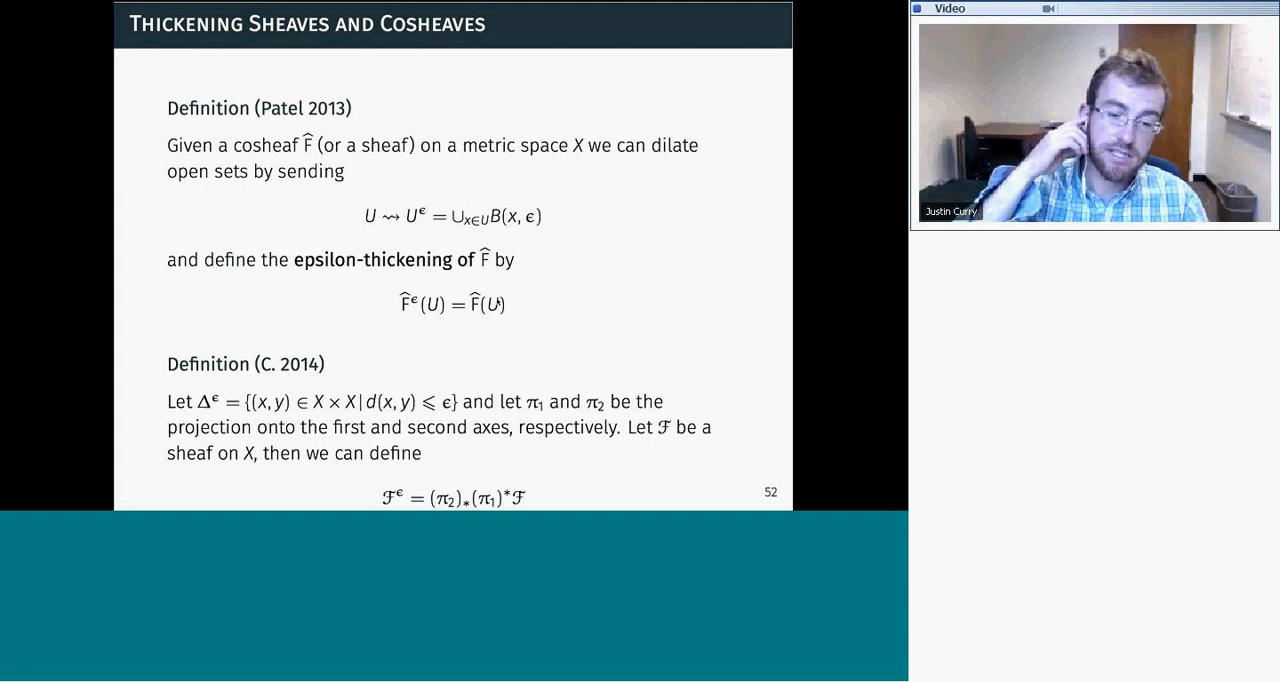 THICKENING SHEAVES AND COSHEAVES
Definition (Patel 2013)
Given a cosheaf F̂ (or a sheaf) on a metric space X we can dilate
open sets by sending
U ⇝ U^ϵ = ∪_{x∈U} B(x, ϵ)
and define the epsilon-thickening of F̂ by
F̂^ϵ(U) = F̂(U)
Definition (C. 2014)
Let Δ^ϵ = {(x, y) ∈ X × X | d(x, y) ⩽ ϵ} and let π₁ and π₂ be the
projection onto the first and second axes, respectively. Let ℱ be a
sheaf on X, then we can define
ℱ^ϵ = (π₂)_*(π₁)^*ℱ
52
Video
Justin Curry